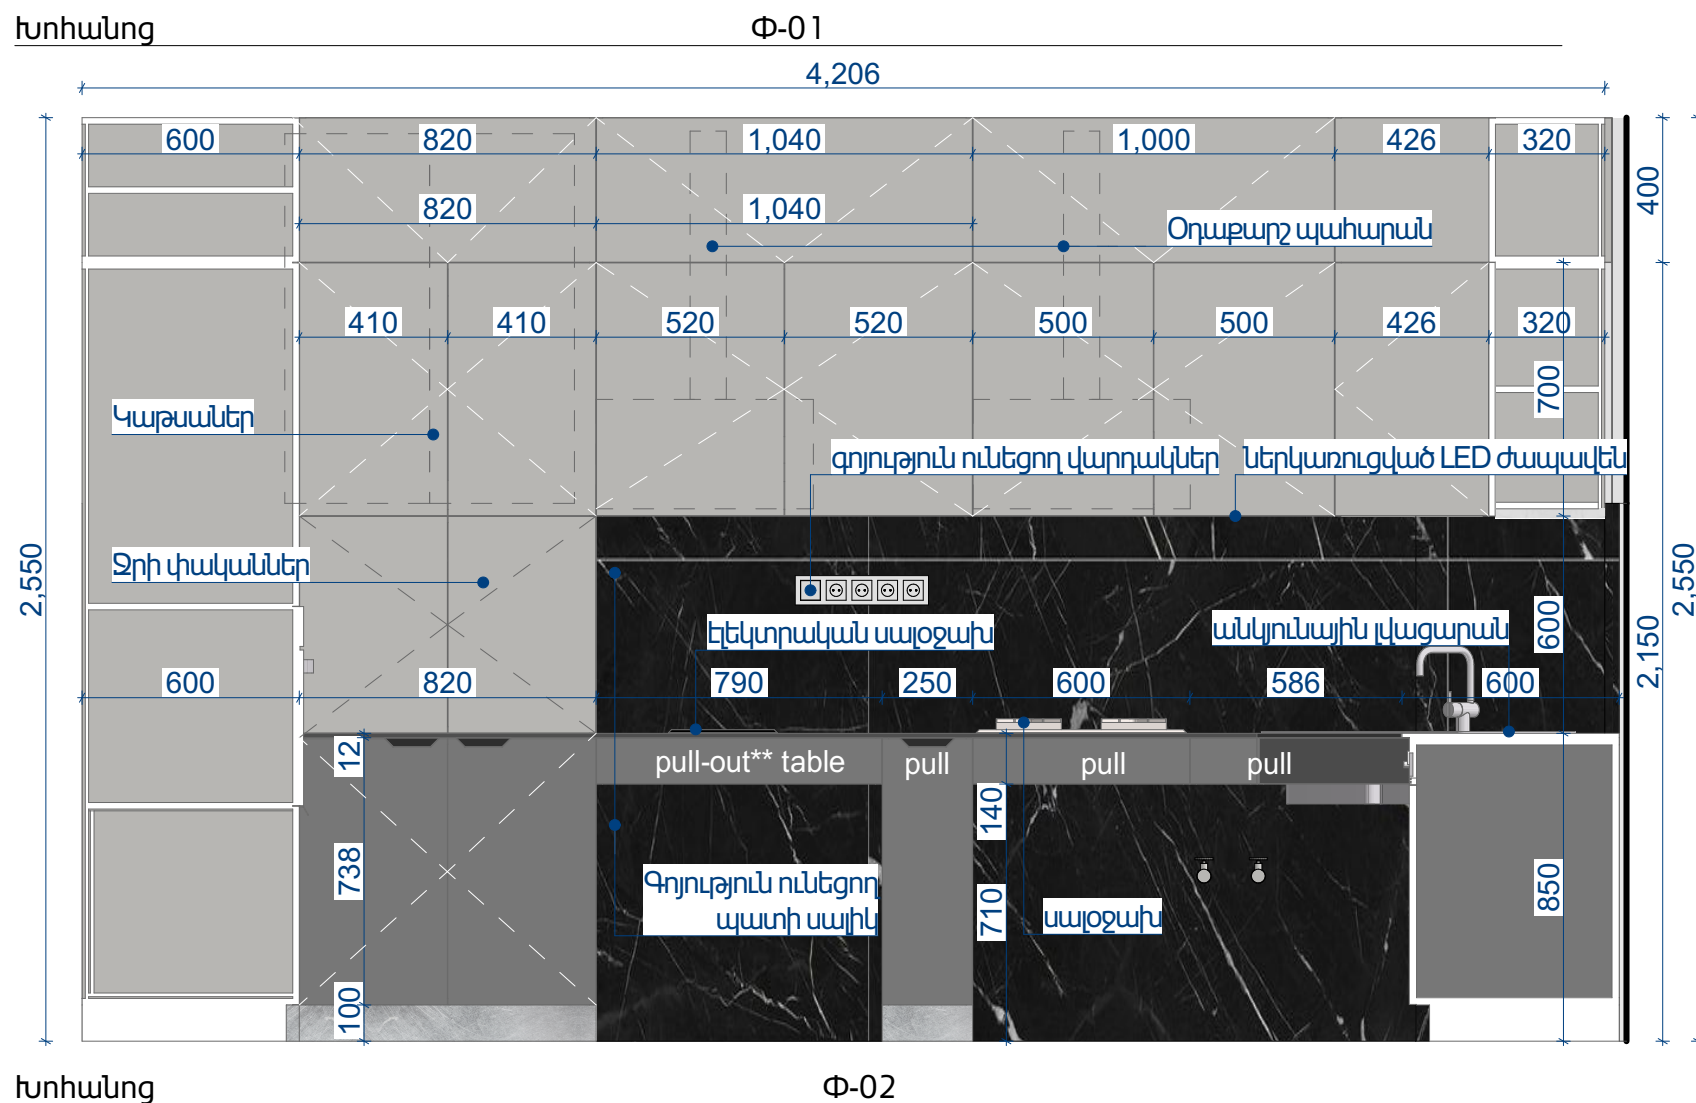 Խոհանոց Փ-01
4,206
600 820 1,040 1,000 426 320
400
820 1,040
Օդաքարշ պահարան
410 410 520 520 500 500 426 320
700
Կաթսաներ
գոյություն ունեցող վարդակներ ներկառուցված LED ժապավեն
Ջրի փականներ
2,550
2,550
էլեկտրական սալօջախ
անկյունային լվացարան
600
2,150
600 820 790 250 600 586 600
12
pull-out** table pull pull pull
140
738
Գոյություն ունեցող
պատի սալիկ
710
սալօջախ
850
100
Խոհանոց Փ-02